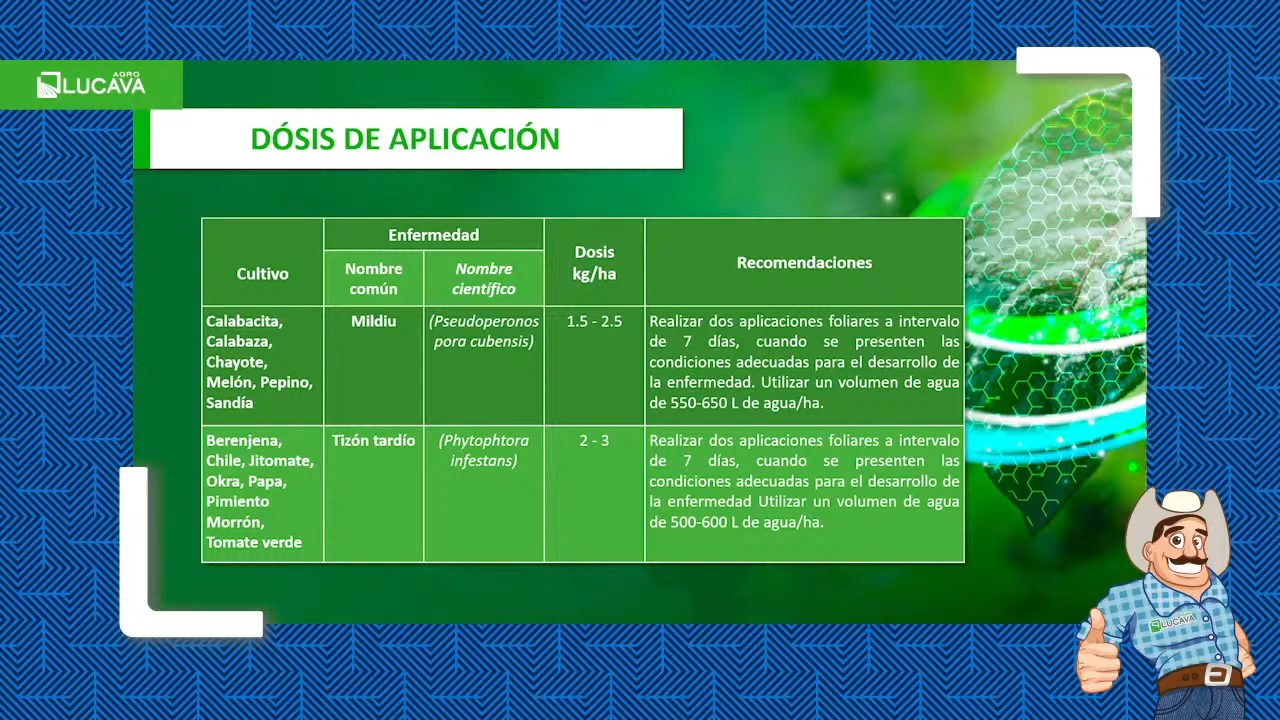 AGRO
LUCAVA
DÓSIS DE APLICACIÓN
Cultivo
Enfermedad
Nombre
común
Nombre
científico
Dosis
kg/ha
Recomendaciones
Calabacita,
Calabaza,
Chayote,
Melón, Pepino,
Sandía
Mildiu
(Pseudoperonos
pora cubensis)
1.5 - 2.5
Realizar dos aplicaciones foliares a intervalo
de 7 días, cuando se presenten las
condiciones adecuadas para el desarrollo de
la enfermedad. Utilizar un volumen de agua
de 550-650 L de agua/ha.
Berenjena,
Chile, Jitomate,
Okra, Papa,
Pimiento
Morrón,
Tomate verde
Tizón tardío
(Phytophtora
infestans)
2 - 3
Realizar dos aplicaciones foliares a intervalo
de 7 días, cuando se presenten las
condiciones adecuadas para el desarrollo de
la enfermedad Utilizar un volumen de agua
de 500-600 L de agua/ha.
LUCAVA